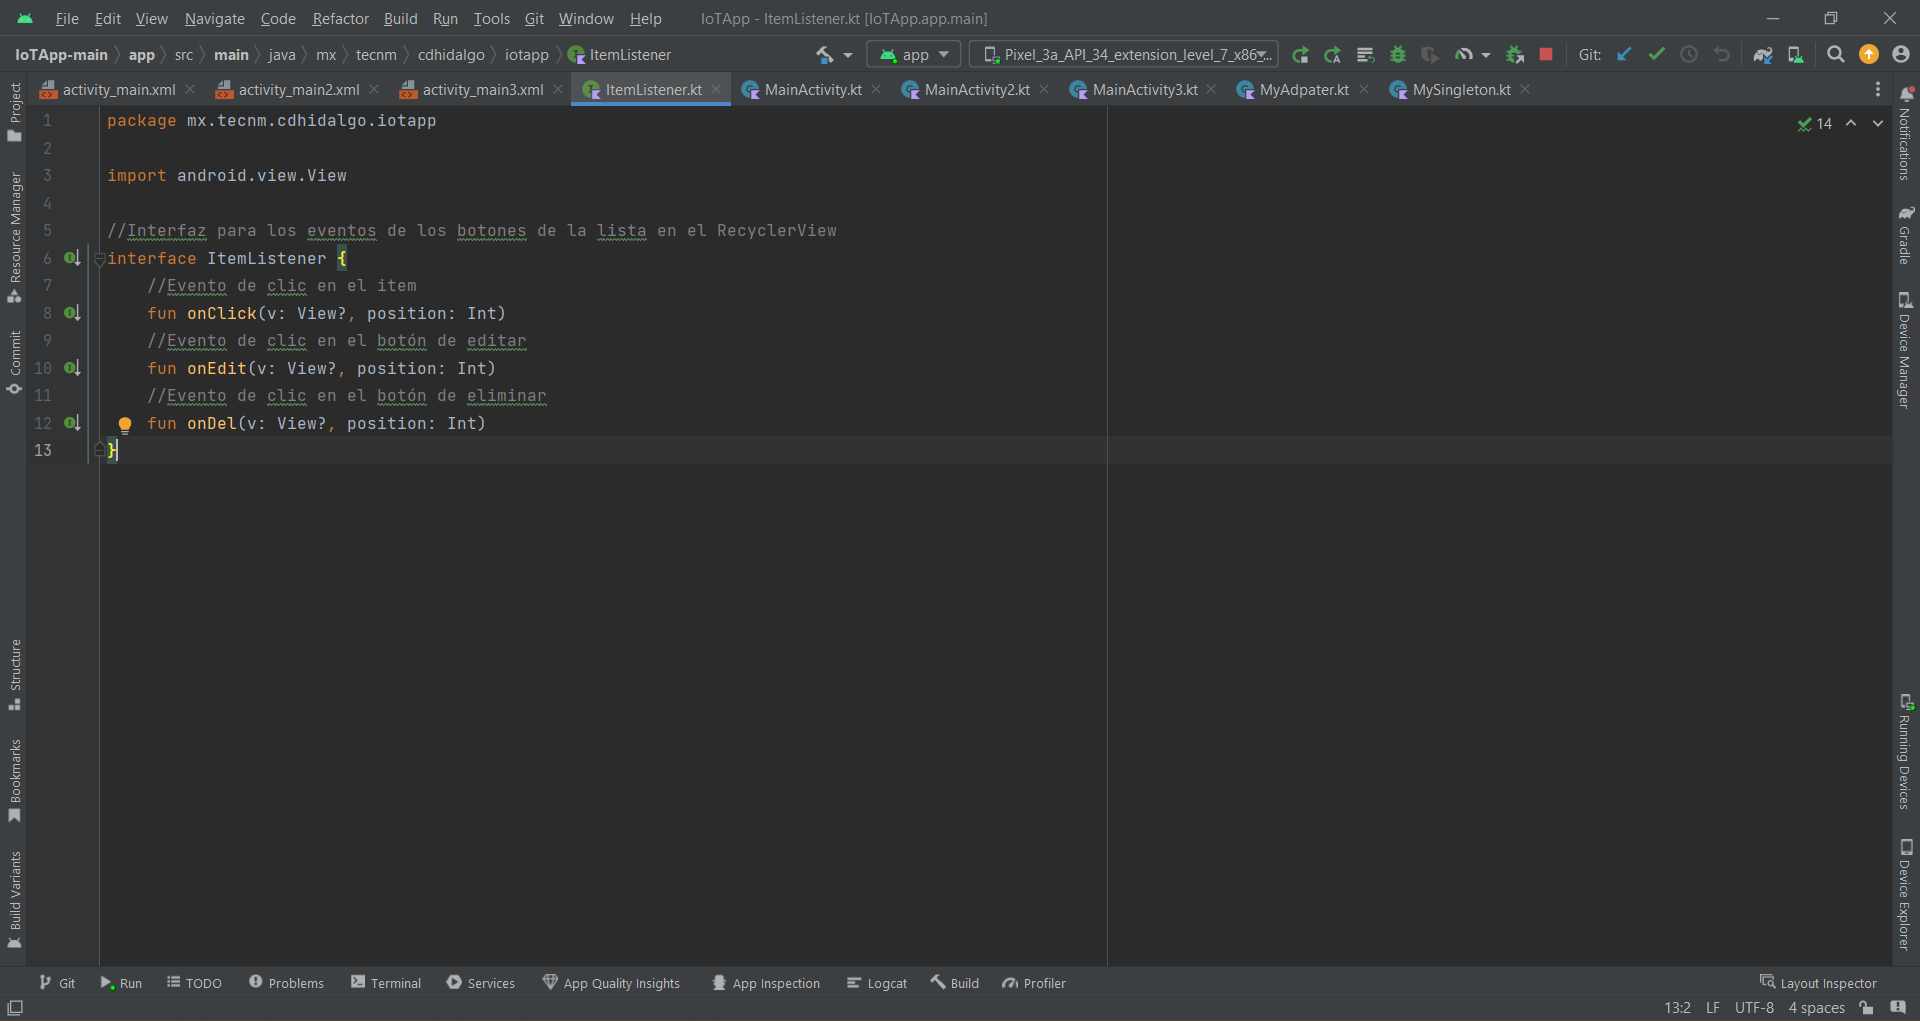 File Edit View Navigate Code Refactor Build Run Tools Git Window Help IoTApp - ItemListener.kt [IoTApp.app.main]
IoTApp-main app src main java mx tecnm cdhidalgo iotapp ItemListener app Pixel_3a_API_34_extension_level_7_x86... Git:
activity_main.xml activity_main2.xml activity_main3.xml ItemListener.kt MainActivity.kt MainActivity2.kt MainActivity3.kt MyAdpater.kt MySingleton.kt
14
1 package mx.tecnm.cdhidalgo.iotapp
2
3 import android.view.View
4
5 //Interfaz para los eventos de los botones de la lista en el RecyclerView
6 interface ItemListener {
7 //Evento de clic en el item
8 fun onClick(v: View?, position: Int)
9 //Evento de clic en el botón de editar
10 fun onEdit(v: View?, position: Int)
11 //Evento de clic en el botón de eliminar
12 fun onDel(v: View?, position: Int)
13 }
Project
Resource Manager
Commit
Structure
Bookmarks
Build Variants
Notifications
Gradle
Device Manager
Running Devices
Device Explorer
Git Run TODO Problems Terminal Services App Quality Insights App Inspection Logcat Build Profiler Layout Inspector
13:2 LF UTF-8 4 spaces